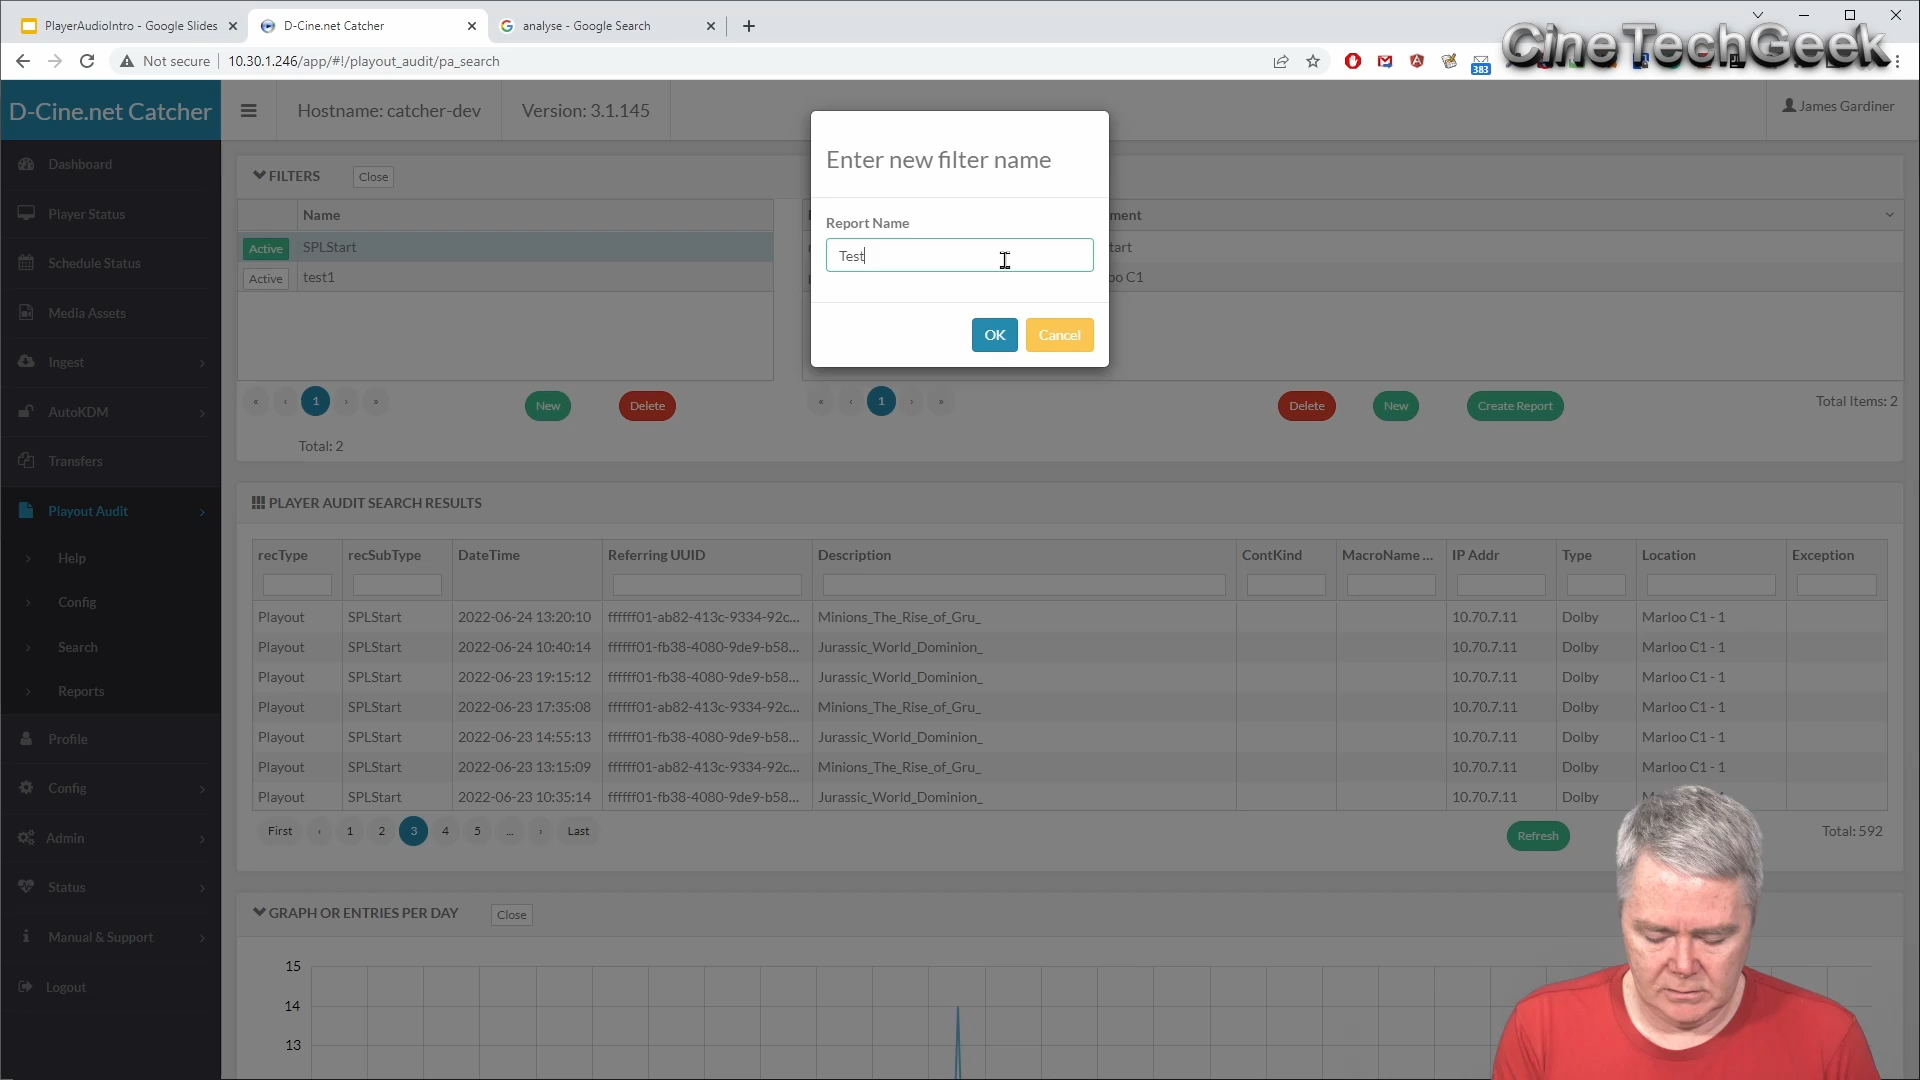 PlayerAudioIntro - Google Slides
D-Cine.net Catcher
analyse - Google Search
Not secure
10.30.1.246/app/#!/playout_audit/pa_search
383
CineTechGeek
D-Cine.net Catcher
Hostname: catcher-dev
Version: 3.1.145
James Gardiner
Dashboard
Player Status
Schedule Status
Media Assets
Ingest
AutoKDM
Transfers
Playout Audit
Help
Config
Search
Reports
Profile
Config
Admin
Status
Manual & Support
Logout
FILTERS
Close
Name
Active SPLStart
Active test1
« ‹ 1 › »
New
Delete
Total: 2
Enter new filter name
Report Name
Test
OK
Cancel
« ‹ 1 › »
Delete
New
Create Report
Total Items: 2
PLAYER AUDIT SEARCH RESULTS
recType recSubType DateTime Referring UUID Description ContKind MacroName ... IP Addr Type Location Exception
Playout SPLStart 2022-06-24 13:20:10 ffffff01-ab82-413c-9334-92c... Minions_The_Rise_of_Gru_ 10.70.7.11 Dolby Marloo C1 - 1
Playout SPLStart 2022-06-24 10:40:14 ffffff01-fb38-4080-9de9-b58... Jurassic_World_Dominion_ 10.70.7.11 Dolby Marloo C1 - 1
Playout SPLStart 2022-06-23 19:15:12 ffffff01-fb38-4080-9de9-b58... Jurassic_World_Dominion_ 10.70.7.11 Dolby Marloo C1 - 1
Playout SPLStart 2022-06-23 17:35:08 ffffff01-ab82-413c-9334-92c... Minions_The_Rise_of_Gru_ 10.70.7.11 Dolby Marloo C1 - 1
Playout SPLStart 2022-06-23 14:55:13 ffffff01-fb38-4080-9de9-b58... Jurassic_World_Dominion_ 10.70.7.11 Dolby Marloo C1 - 1
Playout SPLStart 2022-06-23 13:15:09 ffffff01-ab82-413c-9334-92c... Minions_The_Rise_of_Gru_ 10.70.7.11 Dolby Marloo C1 - 1
Playout SPLStart 2022-06-23 10:35:14 ffffff01-fb38-4080-9de9-b58... Jurassic_World_Dominion_ 10.70.7.11 Dolby
First ‹ 1 2 3 4 5 ... › Last
Refresh
Total: 592
GRAPH OR ENTRIES PER DAY
Close
15
14
13